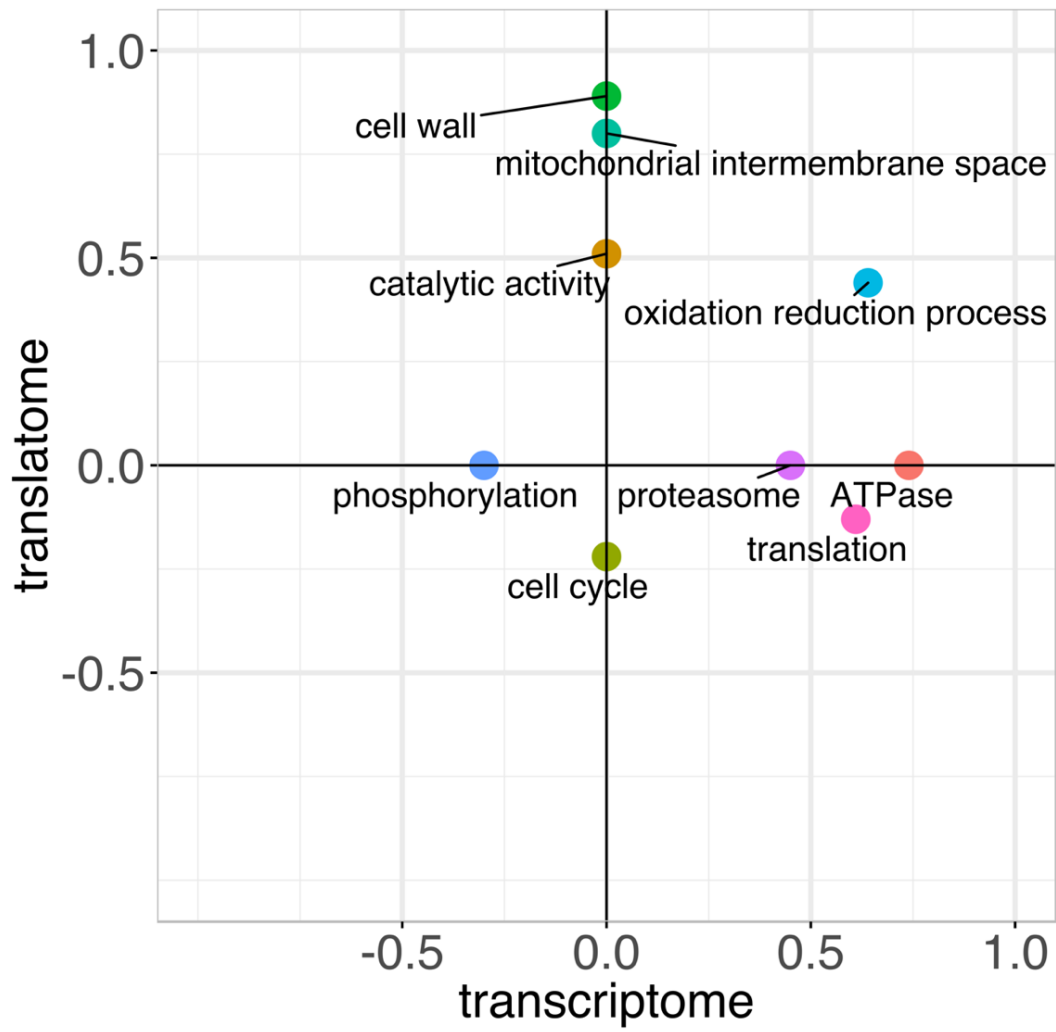 1.0
cell wall
mitochondrial intermembrane space
0.5
catalytic activity
oxidation reduction process
translatome
0.0
phosphorylation
proteasome
ATPase
translation
cell cycle
-0.5
-0.5
0.0
0.5
1.0
transcriptome